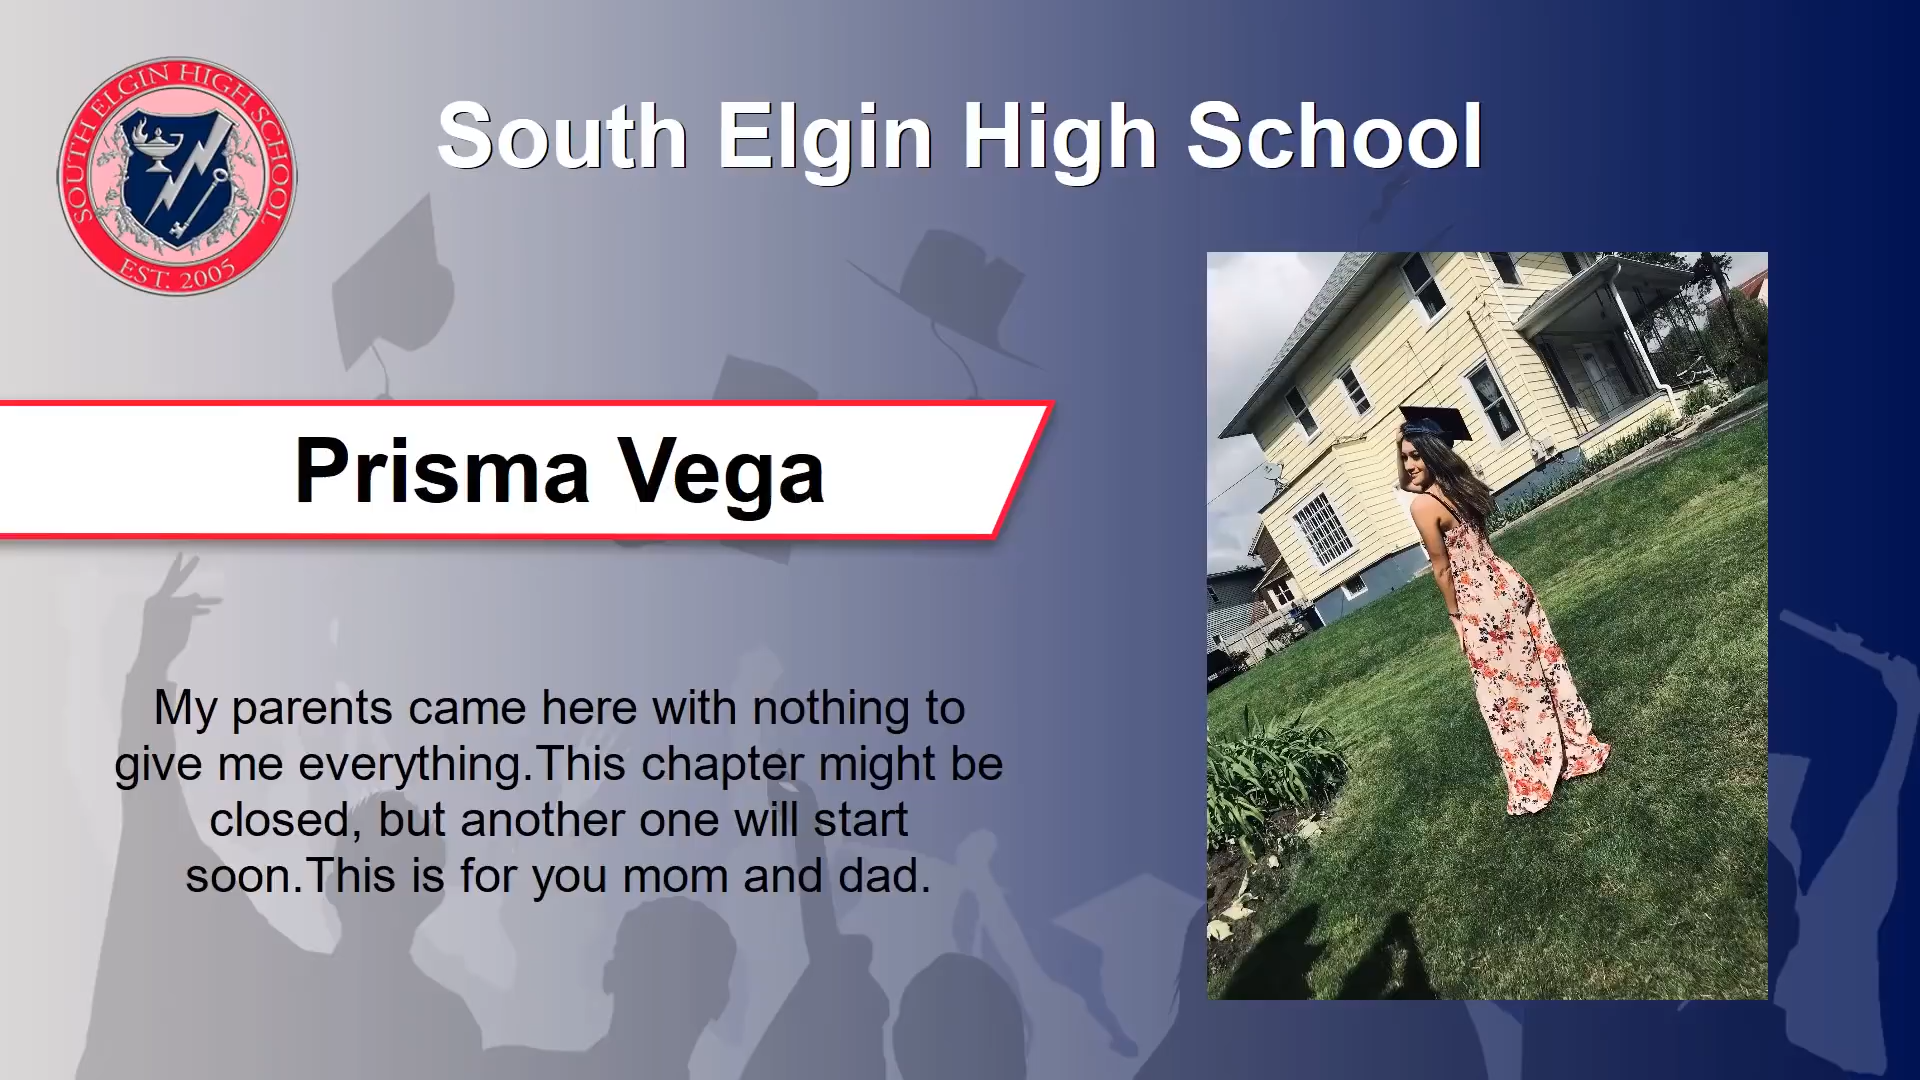 SOUTH ELGIN HIGH SCHOOL
EST. 2005
South Elgin High School
Prisma Vega
My parents came here with nothing to
give me everything.This chapter might be
closed, but another one will start
soon.This is for you mom and dad.